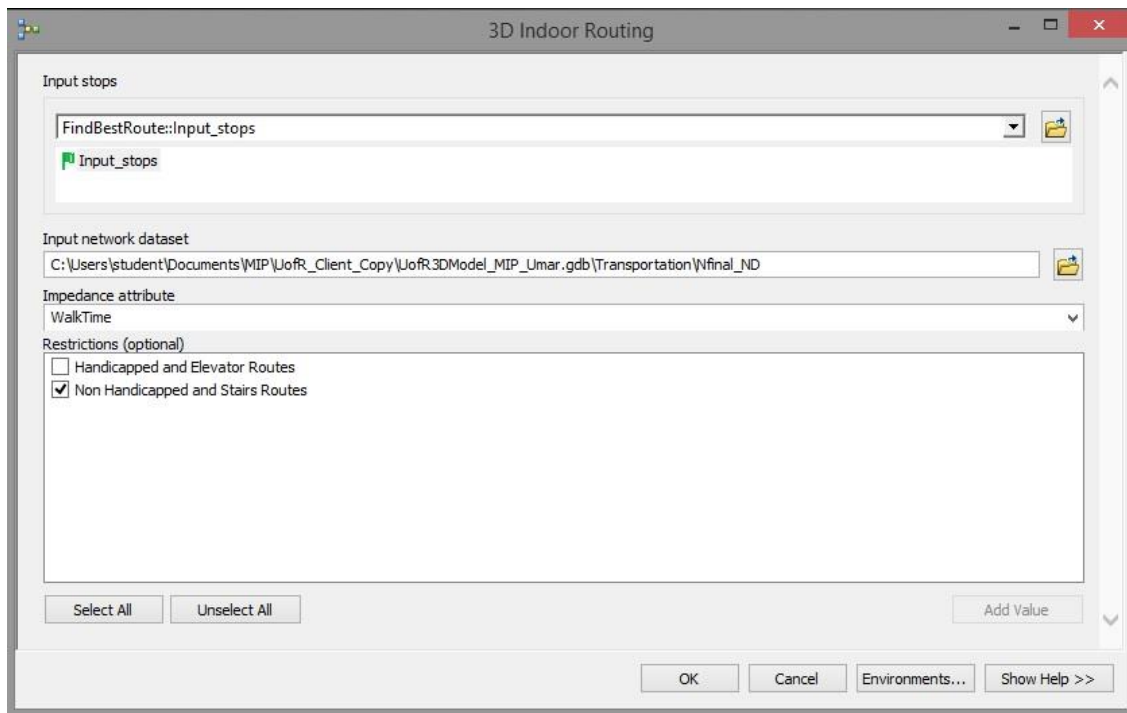 3D Indoor Routing
Input stops
FindBestRoute::Input_stops
Input_stops
Input network dataset
C:\Users\student\Documents\MIP\UofR_Client_Copy\UofR3DModel_MIP_Umar.gdb\Transportation\Nfinal_ND
Impedance attribute
WalkTime
Restrictions (optional)
Handicapped and Elevator Routes
Non Handicapped and Stairs Routes
Select All Unselect All Add Value
OK Cancel Environments... Show Help >>